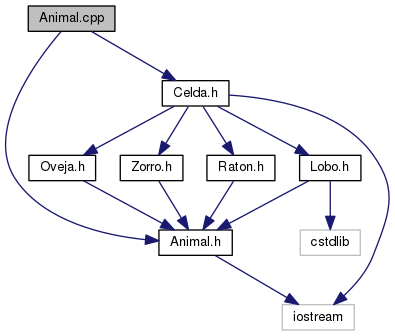 Animal.cpp
Celda.h
Oveja.h
Zorro.h
Raton.h
Lobo.h
Animal.h
cstdlib
iostream